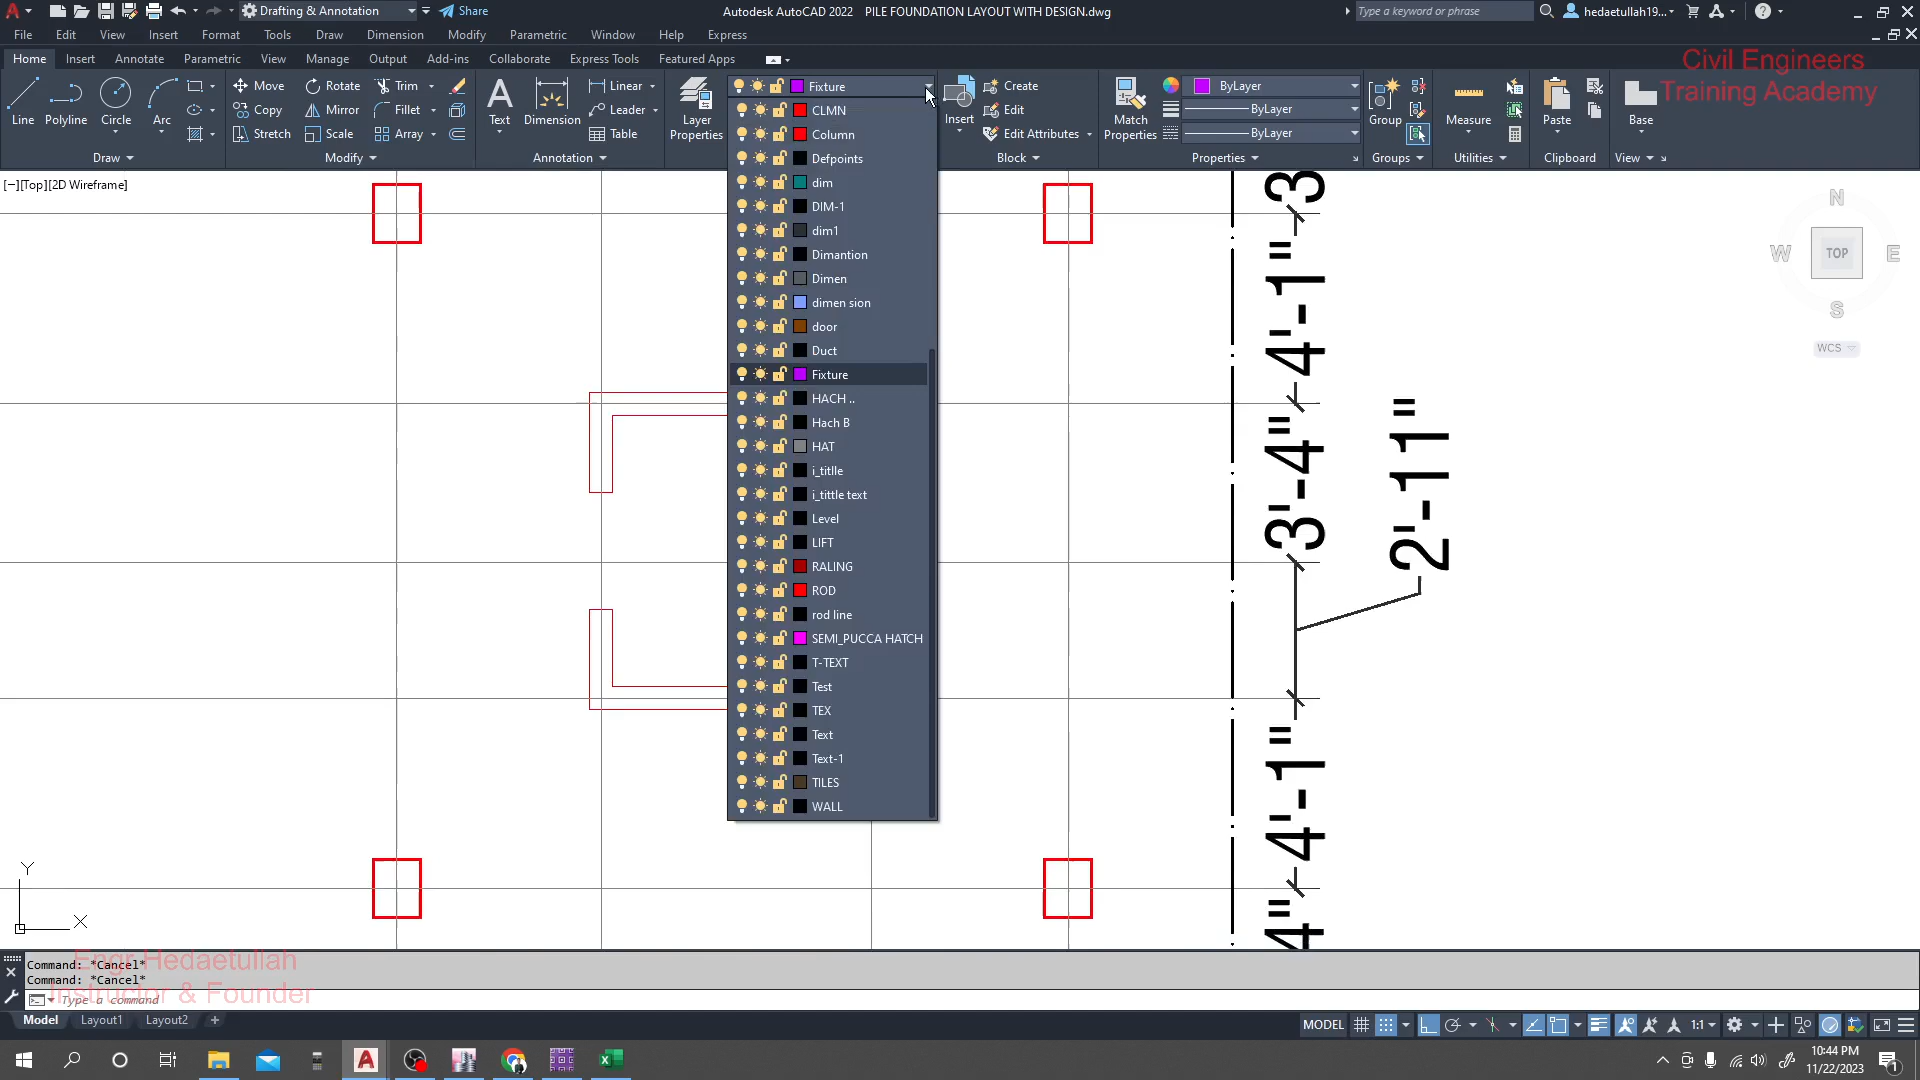 Drafting & Annotation
Share
Autodesk AutoCAD 2022 PILE FOUNDATION LAYOUT WITH DESIGN.dwg
Type a keyword or phrase
hedaetullah19...
File Edit View Insert Format Tools Draw Dimension Modify Parametric Window Help Express
Home Insert Annotate Parametric View Manage Output Add-ins Collaborate Express Tools Featured Apps
Civil Engineers
Training Academy
Line
Polyline
Circle
Arc
Draw
Move
Rotate
Trim
Copy
Mirror
Fillet
Stretch
Scale
Array
Modify
Text
Dimension
Linear
Leader
Table
Annotation
Layer
Properties
Fixture
CLMN
Column
Defpoints
dim
DIM-1
dim1
Dimantion
Dimen
dimen sion
door
Duct
Fixture
HACH ..
Hach B
HAT
i_titlle
i_tittle text
Level
LIFT
RALING
ROD
rod line
SEMI_PUCCA HATCH
T-TEXT
Test
TEX
Text
Text-1
TILES
WALL
Insert
Create
Edit
Edit Attributes
Block
Match
Properties
ByLayer
ByLayer
ByLayer
Properties
Group
Groups
Measure
Utilities
Paste
Clipboard
Base
View
[−][Top][2D Wireframe]
N
W
TOP
E
S
WCS
3
4'-1"
3'-4"
2'-11"
4'-1"
4"
Y
X
Command: *Cancel*
Command: *Cancel*
Type a command
Engr Hedaetullah
Instructor & Founder
Model Layout1 Layout2
MODEL
1:1
10:44 PM
11/22/2023
1